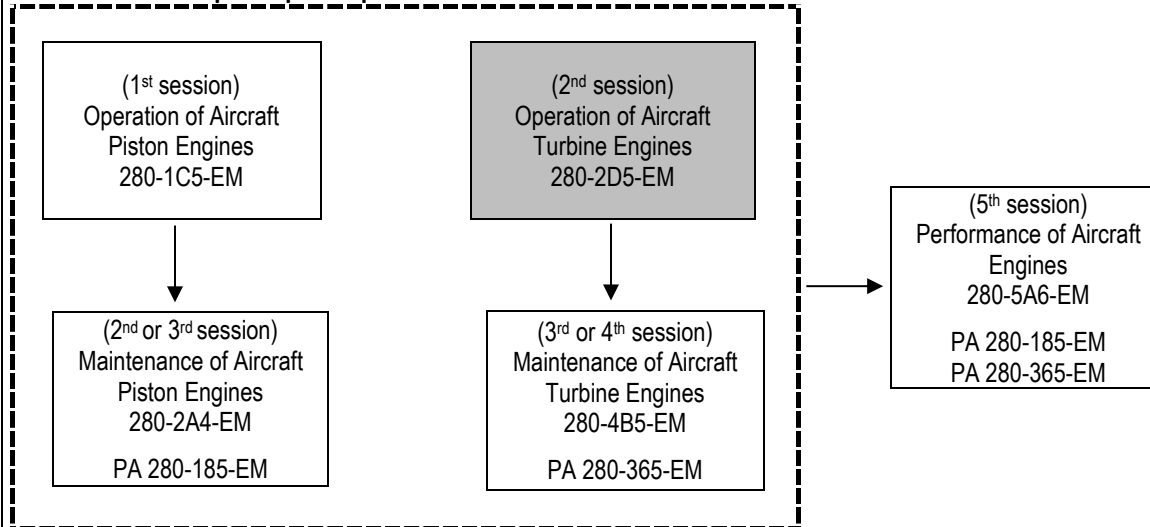 (1st session)
Operation of Aircraft
Piston Engines
280-1C5-EM
(2nd session)
Operation of Aircraft
Turbine Engines
280-2D5-EM
(2nd or 3rd session)
Maintenance of Aircraft
Piston Engines
280-2A4-EM
PA 280-185-EM
(3rd or 4th session)
Maintenance of Aircraft
Turbine Engines
280-4B5-EM
PA 280-365-EM
(5th session)
Performance of Aircraft
Engines
280-5A6-EM
PA 280-185-EM
PA 280-365-EM